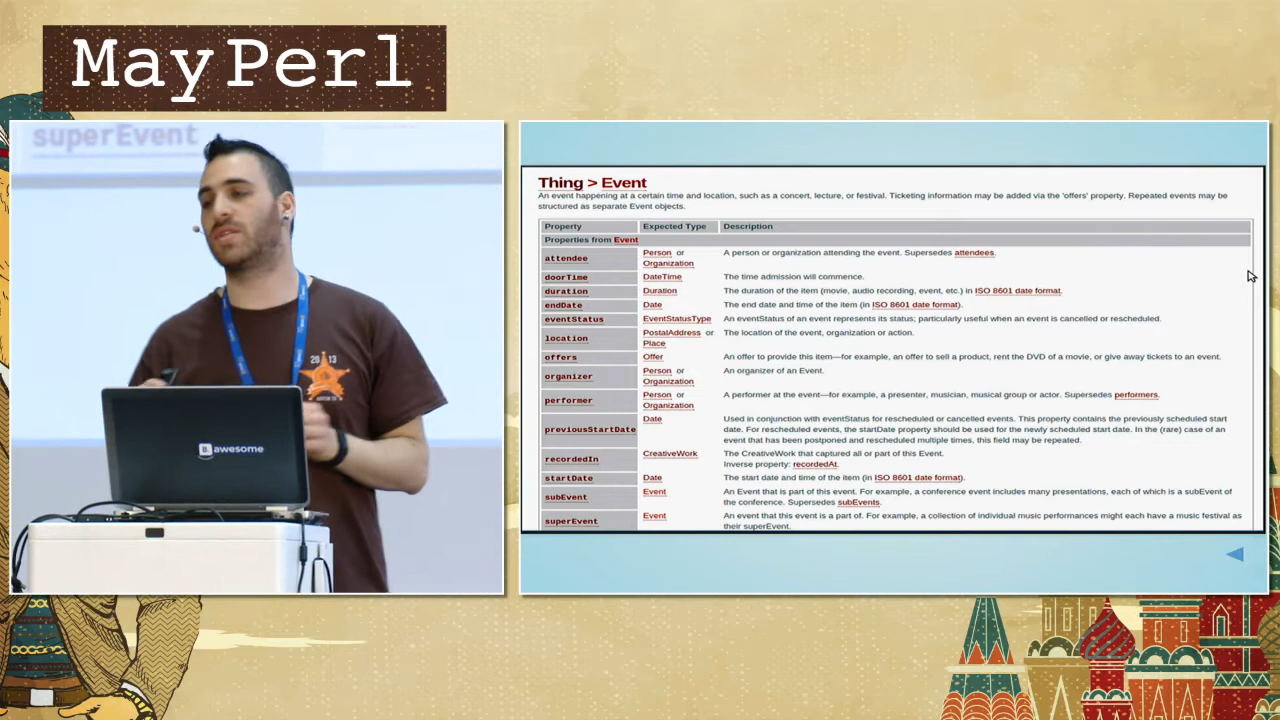 May Perl
superEvent
2013
B.awesome
Thing > Event
An event happening at a certain time and location, such as a concert, lecture, or festival. Ticketing information may be added via the 'offers' property. Repeated events may be
structured as separate Event objects.
Property Expected Type Description
Properties from Event
attendee Person or Organization A person or organization attending the event. Supersedes attendees.
doorTime DateTime The time admission will commence.
duration Duration The duration of the item (movie, audio recording, event, etc.) in ISO 8601 date format.
endDate Date The end date and time of the item (in ISO 8601 date format).
eventStatus EventStatusType An eventStatus of an event represents its status; particularly useful when an event is cancelled or rescheduled.
location PostalAddress or Place The location of the event, organization or action.
offers Offer An offer to provide this item—for example, an offer to sell a product, rent the DVD of a movie, or give away tickets to an event.
organizer Person or Organization An organizer of an Event.
performer Person or Organization A performer at the event—for example, a presenter, musician, musical group or actor. Supersedes performers.
previousStartDate Date Used in conjunction with eventStatus for rescheduled or cancelled events. This property contains the previously scheduled start
date. For rescheduled events, the startDate property should be used for the newly scheduled start date. In the (rare) case of an
event that has been postponed and rescheduled multiple times, this field may be repeated.
recordedIn CreativeWork The CreativeWork that captured all or part of this Event.
Inverse property: recordedAt.
startDate Date The start date and time of the item (in ISO 8601 date format).
subEvent Event An Event that is part of this event. For example, a conference event includes many presentations, each of which is a subEvent of
the conference. Supersedes subEvents.
superEvent Event An event that this event is a part of. For example, a collection of individual music performances might each have a music festival as
their superEvent.